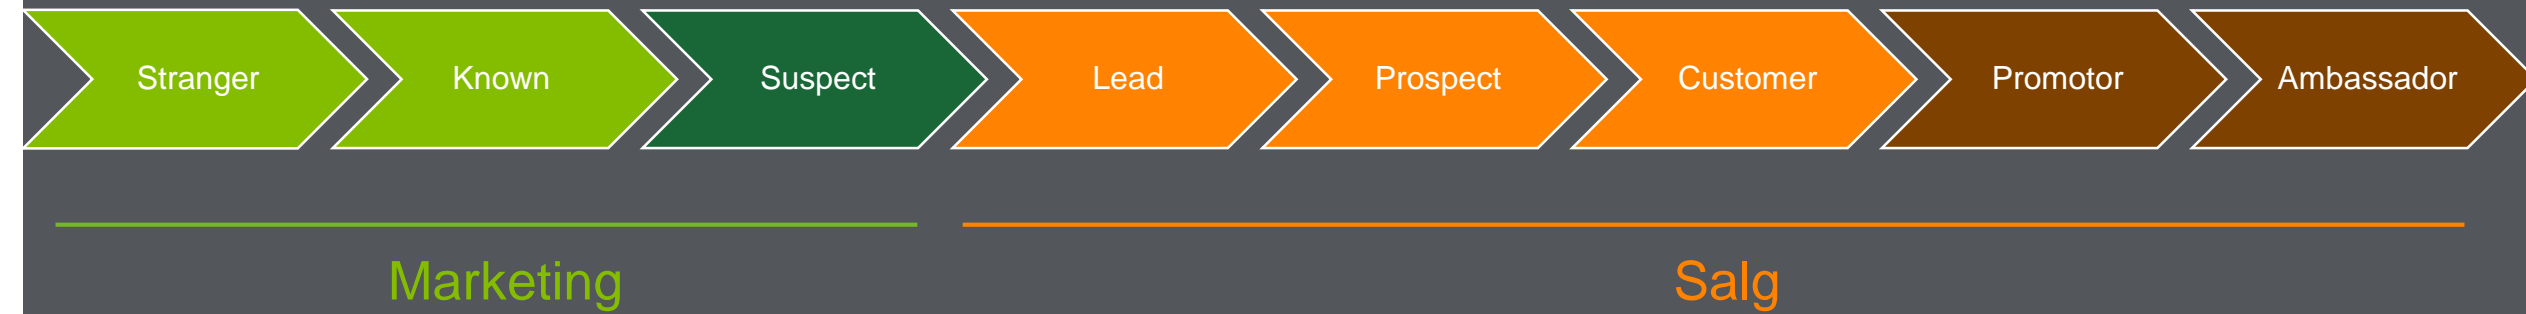 Stranger Known Suspect Lead Prospect Customer Promotor Ambassador
Marketing Salg